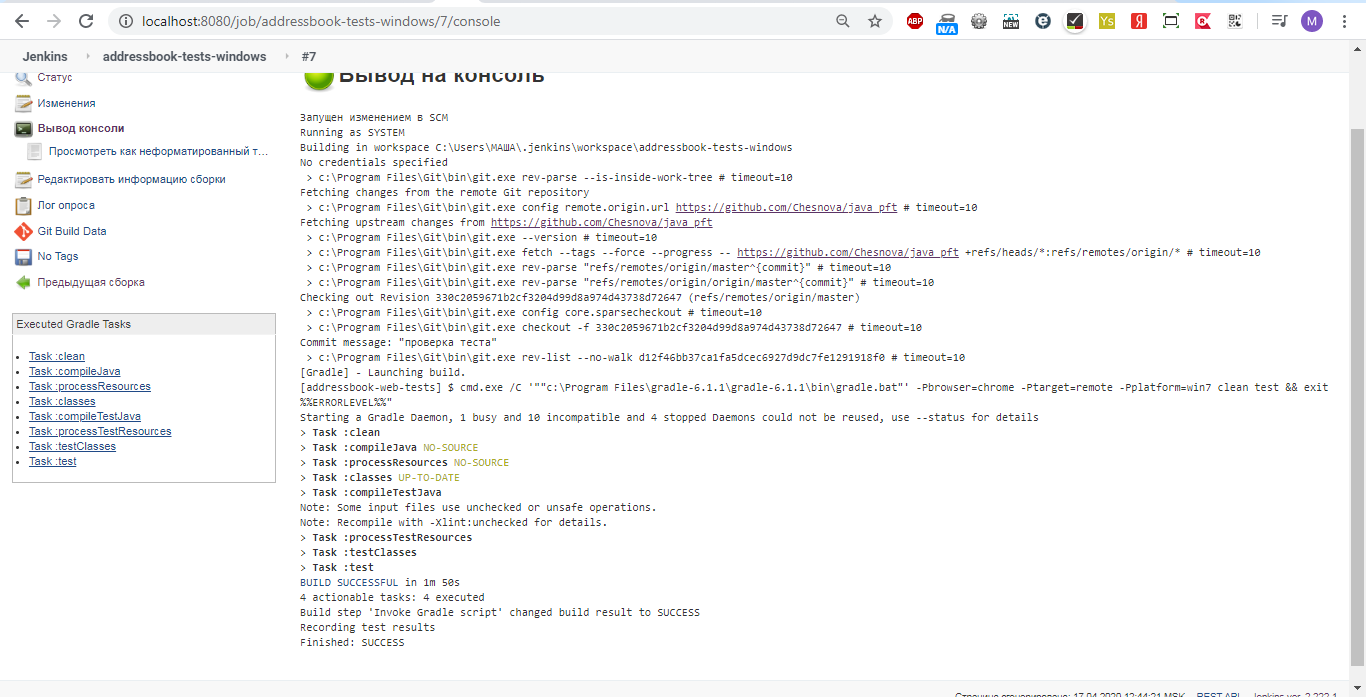 localhost:8080/job/addressbook-tests-windows/7/console
ABP
N/A
NEW
Ys
Я
M
Jenkins
addressbook-tests-windows
#7
Статус
Изменения
Вывод консоли
Просмотреть как неформатированный т...
Редактировать информацию сборки
Лог опроса
Git Build Data
No Tags
Предыдущая сборка
Executed Gradle Tasks
Task :clean
Task :compileJava
Task :processResources
Task :classes
Task :compileTestJava
Task :processTestResources
Task :testClasses
Task :test
Вывод на консоль
Запущен изменением в SCM
Running as SYSTEM
Building in workspace C:\Users\МАША\.jenkins\workspace\addressbook-tests-windows
No credentials specified
> c:\Program Files\Git\bin\git.exe rev-parse --is-inside-work-tree # timeout=10
Fetching changes from the remote Git repository
> c:\Program Files\Git\bin\git.exe config remote.origin.url https://github.com/Chesnova/java_pft # timeout=10
Fetching upstream changes from https://github.com/Chesnova/java_pft
> c:\Program Files\Git\bin\git.exe --version # timeout=10
> c:\Program Files\Git\bin\git.exe fetch --tags --force --progress -- https://github.com/Chesnova/java_pft +refs/heads/*:refs/remotes/origin/* # timeout=10
> c:\Program Files\Git\bin\git.exe rev-parse "refs/remotes/origin/master^{commit}" # timeout=10
> c:\Program Files\Git\bin\git.exe rev-parse "refs/remotes/origin/origin/master^{commit}" # timeout=10
Checking out Revision 330c2059671b2cf3204d99d8a974d43738d72647 (refs/remotes/origin/master)
> c:\Program Files\Git\bin\git.exe config core.sparsecheckout # timeout=10
> c:\Program Files\Git\bin\git.exe checkout -f 330c2059671b2cf3204d99d8a974d43738d72647 # timeout=10
Commit message: "проверка теста"
> c:\Program Files\Git\bin\git.exe rev-list --no-walk d12f46bb37ca1fa5dcec6927d9dc7fe1291918f0 # timeout=10
[Gradle] - Launching build.
[addressbook-web-tests] $ cmd.exe /C '""c:\Program Files\gradle-6.1.1\gradle-6.1.1\bin\gradle.bat"' -Pbrowser=chrome -Ptarget=remote -Pplatform=win7 clean test && exit
%%ERRORLEVEL%%"
Starting a Gradle Daemon, 1 busy and 10 incompatible and 4 stopped Daemons could not be reused, use --status for details
> Task :clean
> Task :compileJava NO-SOURCE
> Task :processResources NO-SOURCE
> Task :classes UP-TO-DATE
> Task :compileTestJava
Note: Some input files use unchecked or unsafe operations.
Note: Recompile with -Xlint:unchecked for details.
> Task :processTestResources
> Task :testClasses
> Task :test
BUILD SUCCESSFUL in 1m 50s
4 actionable tasks: 4 executed
Build step 'Invoke Gradle script' changed build result to SUCCESS
Recording test results
Finished: SUCCESS
Страница сгенерирована: 17.04.2020 12:44:21 MSK REST API Jenkins ver. 2.222.1